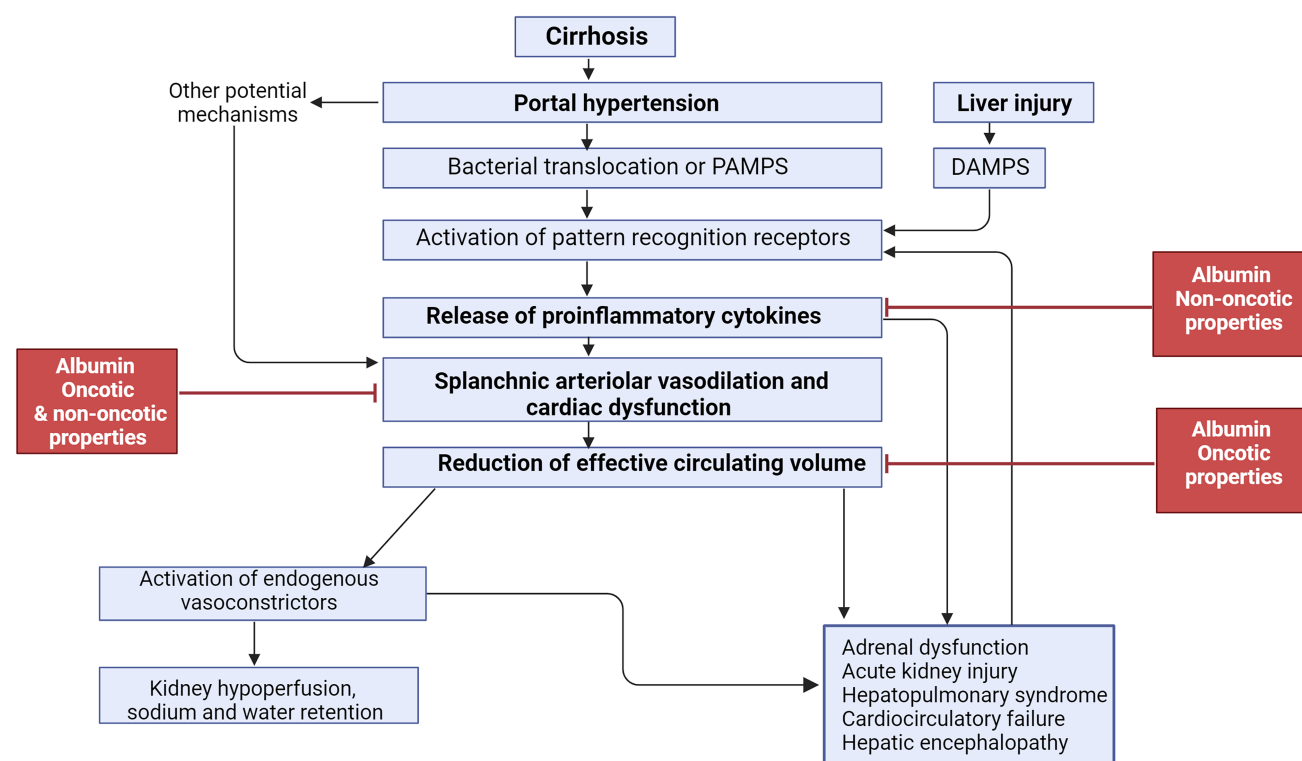 Cirrhosis
Other potential
mechanisms
Portal hypertension
Liver injury
Bacterial translocation or PAMPS
DAMPS
Activation of pattern recognition receptors
Albumin
Non-oncotic
properties
Release of proinflammatory cytokines
Albumin
Oncotic
& non-oncotic
properties
Splanchnic arteriolar vasodilation and
cardiac dysfunction
Albumin
Oncotic
properties
Reduction of effective circulating volume
Activation of endogenous
vasoconstrictors
Kidney hypoperfusion,
sodium and water retention
Adrenal dysfunction
Acute kidney injury
Hepatopulmonary syndrome
Cardiocirculatory failure
Hepatic encephalopathy